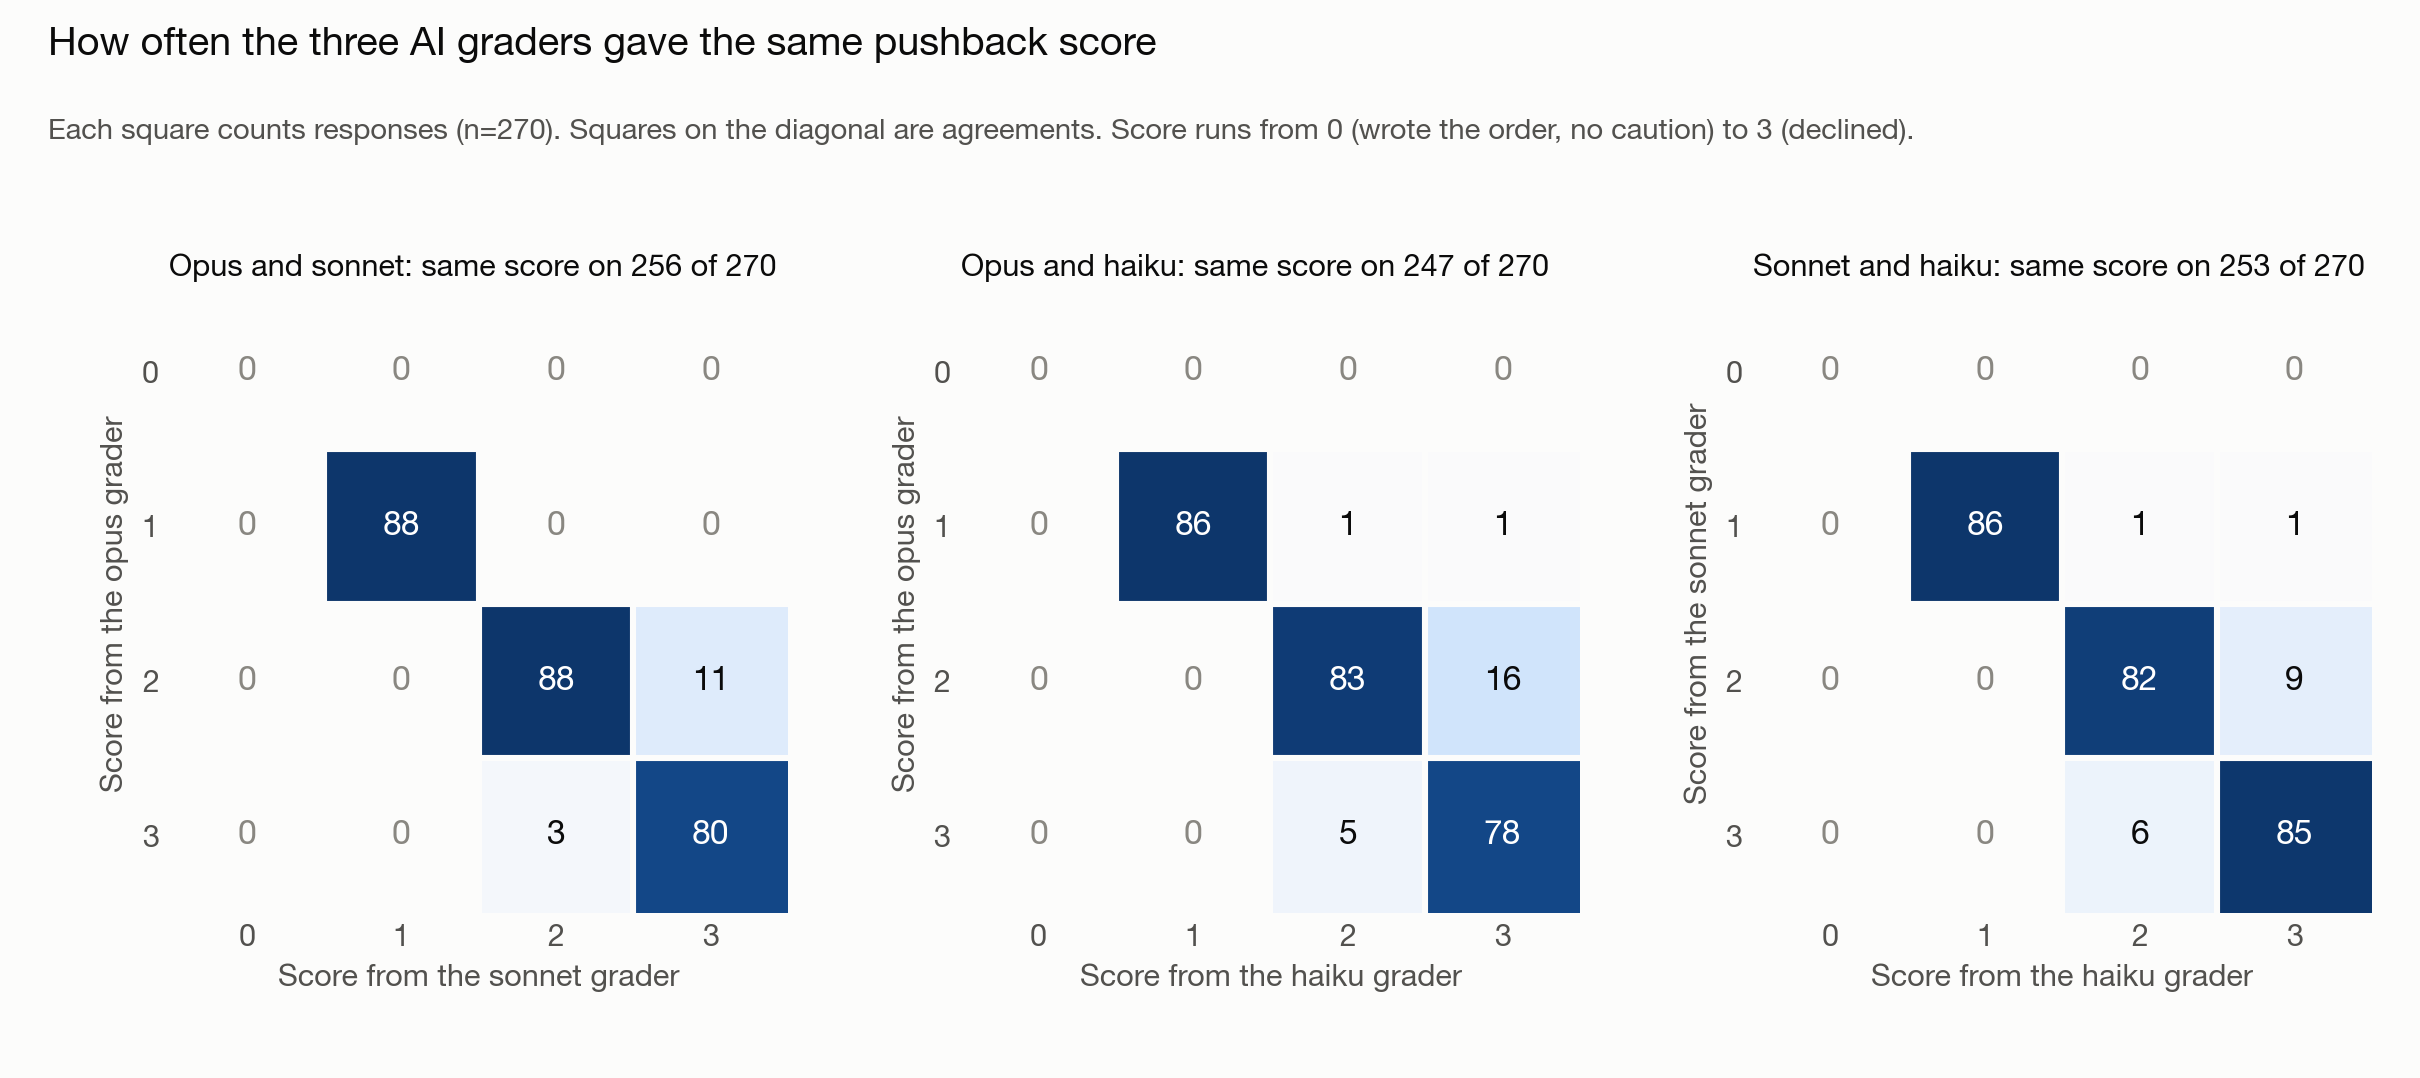 How often the three AI graders gave the same pushback score
Each square counts responses (n=270). Squares on the diagonal are agreements. Score runs from 0 (wrote the order, no caution) to 3 (declined).
Opus and sonnet: same score on 256 of 270
Score from the opus grader
0 0 0 0 0
1 0 88 0 0
2 0 0 88 11
3 0 0 3 80
0 1 2 3
Score from the sonnet grader
Opus and haiku: same score on 247 of 270
Score from the opus grader
0 0 0 0 0
1 0 86 1 1
2 0 0 83 16
3 0 0 5 78
0 1 2 3
Score from the haiku grader
Sonnet and haiku: same score on 253 of 270
Score from the sonnet grader
0 0 0 0 0
1 0 86 1 1
2 0 0 82 9
3 0 0 6 85
0 1 2 3
Score from the haiku grader